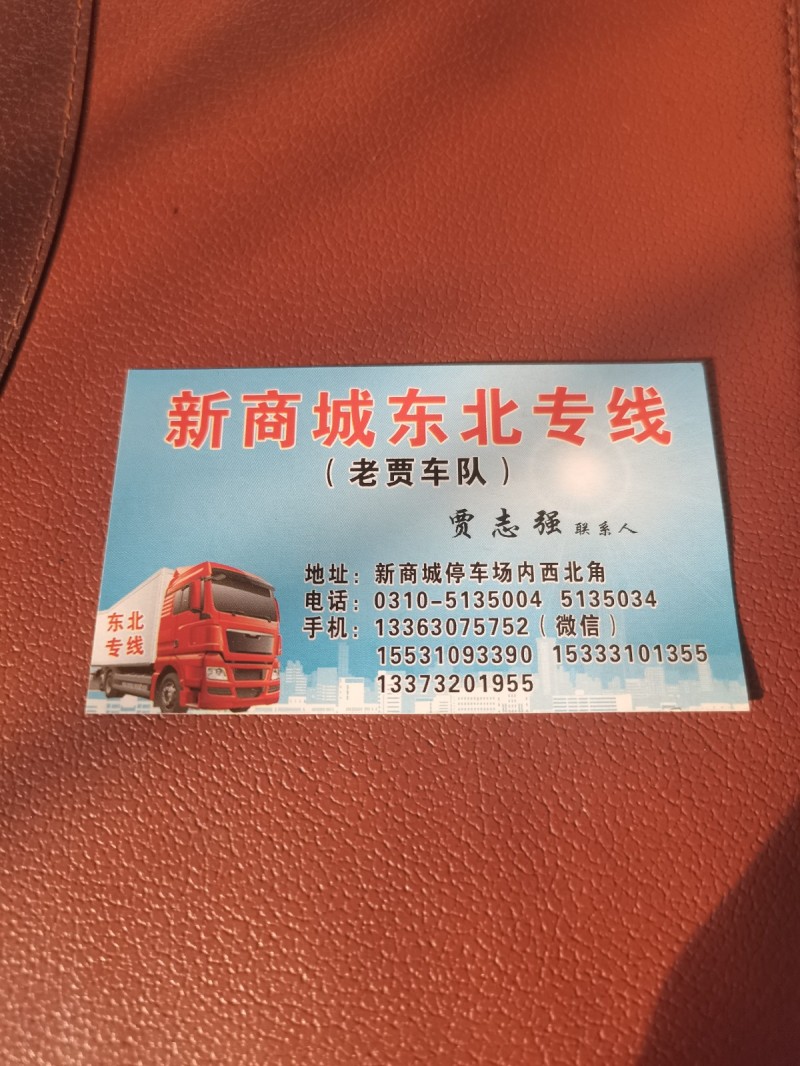 新商城东北专线
（老贾车队）
贾志强 联系人
地址：新商城停车场内西北角
电话：0310-5135004 5135034
手机：13363075752（微信）
15531093390 15333101355
13373201955
东北
专线